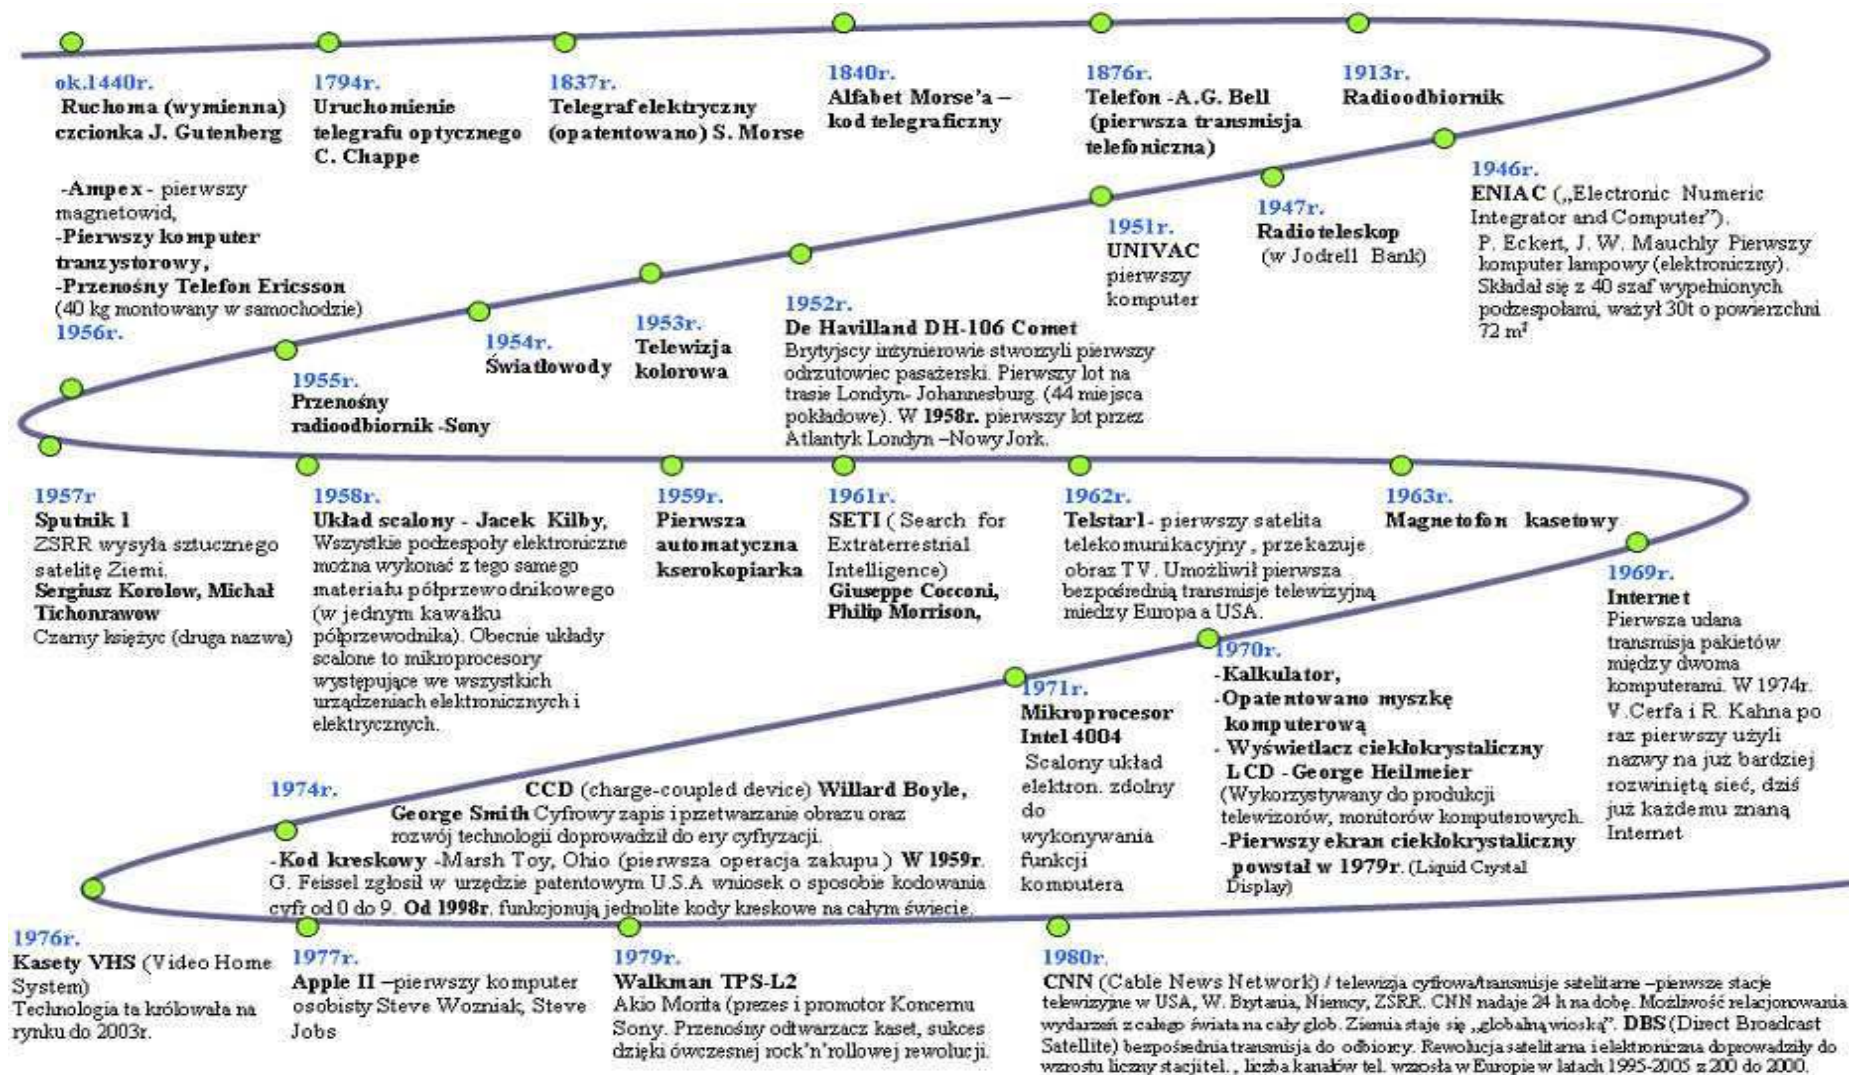 ok.1440r.
Ruchoma (wymienna)
czcionka J. Gutenberg
1794r.
Uruchomienie
telegrafu optycznego
C. Chappe
1837r.
Telegraf elektryczny
(opatentowano) S. Morse
1840r.
Alfabet Morse'a –
kod telegraficzny
1876r.
Telefon -A.G. Bell
(pierwsza transmisja
telefoniczna)
1913r.
Radioodbiornik
1946r.
ENIAC („Electronic Numeric
Integrator and Computer”).
P. Eckert, J. W. Mauchly Pierwszy
komputer lampowy (elektroniczny).
Składał się z 40 szaf wypełnionych
podzespołami, ważył 30t o powierzchni
72 m²
1947r.
Radioteleskop
(w Jodrell Bank)
1951r.
UNIVAC
pierwszy
komputer
1952r.
De Havilland DH-106 Comet
Brytyjscy inżynierowie stworzyli pierwszy
odrzutowiec pasażerski. Pierwszy lot na
trasie Londyn- Johannesburg. (44 miejsca
pokładowe). W 1958r. pierwszy lot przez
Atlantyk Londyn –Nowy Jork.
1953r.
Telewizja
kolorowa
1954r.
Światłowody
1955r.
Przenośny
radioodbiornik -Sony
-Ampex - pierwszy
magnetowid,
-Pierwszy komputer
tranzystorowy,
-Przenośny Telefon Ericsson
(40 kg montowany w samochodzie)
1956r.
1957r
Sputnik 1
ZSRR wysyła sztucznego
satelitę Ziemi.
Sergiusz Korolow, Michał
Tichonrawow
Czarny księżyc (druga nazwa)
1958r.
Układ scalony - Jacek Kilby,
Wszystkie podzespoły elektroniczne
można wykonać z tego samego
materiału półprzewodnikowego
(w jednym kawałku
półprzewodnika). Obecnie układy
scalone to mikroprocesory
występujące we wszystkich
urządzeniach elektronicznych i
elektrycznych.
1959r.
Pierwsza
automatyczna
kserokopiarka
1961r.
SETI ( Search for
Extraterrestrial
Intelligence)
Giuseppe Cocconi,
Philip Morrison,
1962r.
Telstar1- pierwszy satelita
telekomunikacyjny , przekazuje
obraz TV. Umożliwił pierwsza
bezpośrednią transmisje telewizyjną
miedzy Europa a USA.
1963r.
Magnetofon kasetowy
1969r.
Internet
Pierwsza udana
transmisja pakietów
między dwoma
komputerami. W 1974r.
V.Cerfa i R. Kahna po
raz pierwszy użyli
nazwy na już bardziej
rozwiniętą sieć, dziś
już każdemu znaną
Internet
1970r.
-Kalkulator,
-Opatentowano myszkę
komputerową
- Wyświetlacz ciekłokrystaliczny
LCD -George Heilmeier
(Wykorzystywany do produkcji
telewizorów, monitorów komputerowych.
-Pierwszy ekran ciekłokrystaliczny
powstał w 1979r. (Liquid Crystal
Display)
1971r.
Mikroprocesor
Intel 4004
Scalony układ
elektron. zdolny
do
wykonywania
funkcji
komputera
1974r.
CCD (charge-coupled device) Willard Boyle,
George Smith Cyfrowy zapis i przetwarzanie obrazu oraz
rozwój technologii doprowadził do ery cyfryzacji.
-Kod kreskowy -Marsh Toy, Ohio (pierwsza operacja zakupu ) W 1959r.
G. Feissel zgłosił w urzędzie patentowym U.S.A wniosek o sposobie kodowania
cyfr od 0 do 9. Od 1998r. funkcjonują jednolite kody kreskowe na całym świecie.
1976r.
Kasety VHS (Video Home
System)
Technologia ta królowała na
rynku do 2003r.
1977r.
Apple II –pierwszy komputer
osobisty Steve Wozniak, Steve
Jobs
1979r.
Walkman TPS-L2
Akio Morita (prezes i promotor Koncernu
Sony. Przenośny odtwarzacz kaset, sukces
dzięki ówczesnej rock'n'rollowej rewolucji.
1980r.
CNN (Cable News Network) / telewizja cyfrowa/transmisje satelitarne –pierwsze stacje
telewizyjne w USA, W. Brytania, Niemcy, ZSRR. CNN nadaje 24 h na dobę. Możliwość relacjonowania
wydarzeń z całego świata na cały glob. Ziemia staje się „globalną wioską”. DBS (Direct Broadcast
Satellite) bezpośrednia transmisja do odbiorcy. Rewolucja satelitarna i elektroniczna doprowadziły do
wzrostu liczny stacji tel. , liczba kanałów tel. wzrosła w Europie w latach 1995-2005 z 200 do 2000.